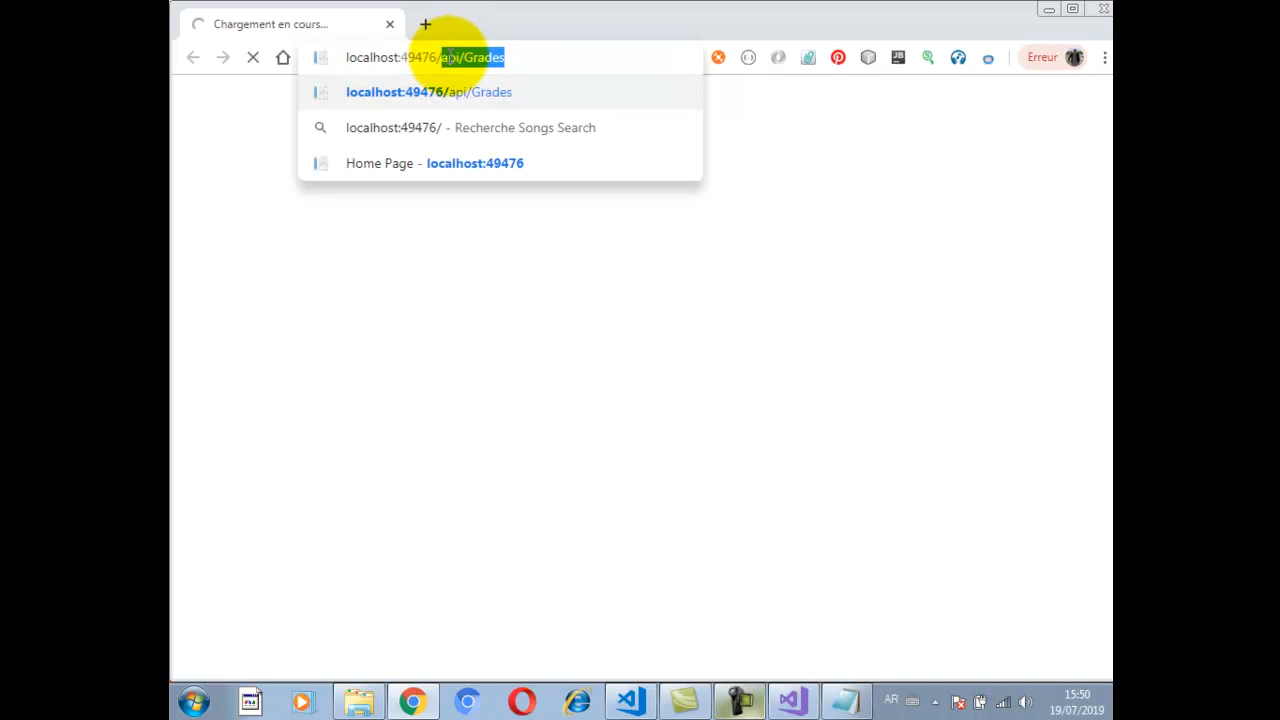 Chargement en cours...
localhost:49476/api/Grades
Erreur
localhost:49476/api/Grades
localhost:49476/ - Recherche Songs Search
Home Page - localhost:49476
JB
AR
15:50
19/07/2019